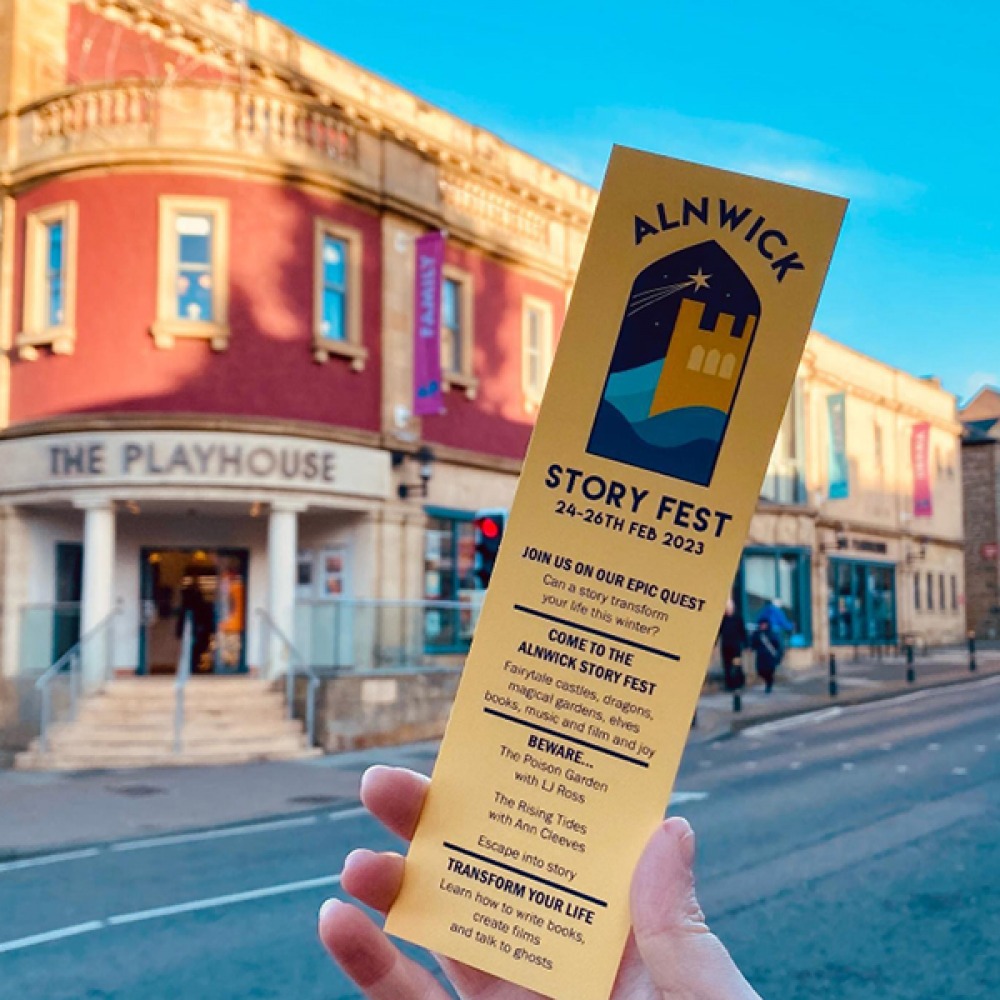 THE PLAYHOUSE
FAMILY
ALNWICK
STORY FEST
24-26TH FEB 2023
JOIN US ON OUR EPIC QUEST
Can a story transform
your life this winter?
COME TO THE
ALNWICK STORY FEST
Fairytale castles, dragons,
magical gardens, elves
books, music and film and joy
BEWARE...
The Poison Garden
with LJ Ross
The Rising Tides
with Ann Cleeves
Escape into story
TRANSFORM YOUR LIFE
Learn how to write books,
create films
and talk to ghosts